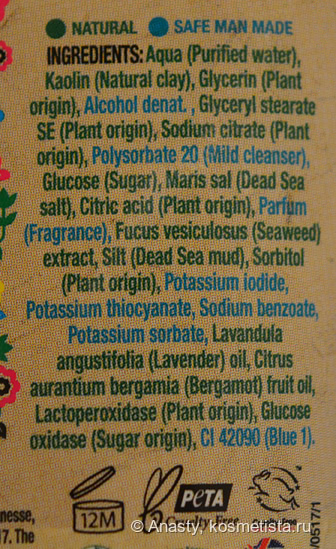 NATURAL SAFE MAN MADE
INGREDIENTS: Aqua (Purified water),
Kaolin (Natural clay), Glycerin (Plant
origin), Alcohol denat. , Glyceryl stearate
SE (Plant origin), Sodium citrate (Plant
origin), Polysorbate 20 (Mild cleanser),
Glucose (Sugar), Maris sal (Dead Sea
salt), Citric acid (Plant origin), Parfum
(Fragrance), Fucus vesiculosus (Seaweed)
extract, Silt (Dead Sea mud), Sorbitol
(Plant origin), Potassium iodide,
Potassium thiocyanate, Sodium benzoate,
Potassium sorbate, Lavandula
angustifolia (Lavender) oil, Citrus
aurantium bergamia (Bergamot) fruit oil,
Lactoperoxidase (Plant origin), Glucose
oxidase (Sugar origin), CI 42090 (Blue 1).
12M
PETA
nesse,
17. The
© Anasty, kosmetista.ru